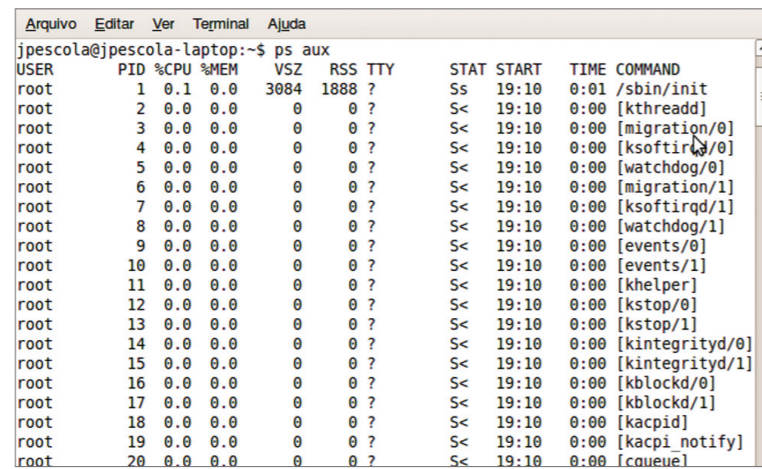 Arquivo Editar Ver Terminal Ajuda
jpescola@jpescola-laptop:~$ ps aux
USER PID %CPU %MEM VSZ RSS TTY STAT START TIME COMMAND
root 1 0.1 0.0 3084 1888 ? Ss 19:10 0:01 /sbin/init
root 2 0.0 0.0 0 0 ? S< 19:10 0:00 [kthreadd]
root 3 0.0 0.0 0 0 ? S< 19:10 0:00 [migration/0]
root 4 0.0 0.0 0 0 ? S< 19:10 0:00 [ksoftirqd/0]
root 5 0.0 0.0 0 0 ? S< 19:10 0:00 [watchdog/0]
root 6 0.0 0.0 0 0 ? S< 19:10 0:00 [migration/1]
root 7 0.0 0.0 0 0 ? S< 19:10 0:00 [ksoftirqd/1]
root 8 0.0 0.0 0 0 ? S< 19:10 0:00 [watchdog/1]
root 9 0.0 0.0 0 0 ? S< 19:10 0:00 [events/0]
root 10 0.0 0.0 0 0 ? S< 19:10 0:00 [events/1]
root 11 0.0 0.0 0 0 ? S< 19:10 0:00 [khelper]
root 12 0.0 0.0 0 0 ? S< 19:10 0:00 [kstop/0]
root 13 0.0 0.0 0 0 ? S< 19:10 0:00 [kstop/1]
root 14 0.0 0.0 0 0 ? S< 19:10 0:00 [kintegrityd/0]
root 15 0.0 0.0 0 0 ? S< 19:10 0:00 [kintegrityd/1]
root 16 0.0 0.0 0 0 ? S< 19:10 0:00 [kblockd/0]
root 17 0.0 0.0 0 0 ? S< 19:10 0:00 [kblockd/1]
root 18 0.0 0.0 0 0 ? S< 19:10 0:00 [kacpid]
root 19 0.0 0.0 0 0 ? S< 19:10 0:00 [kacpi_notify]
root 20 0.0 0.0 0 0 ? S< 19:10 0:00 [cqueue]